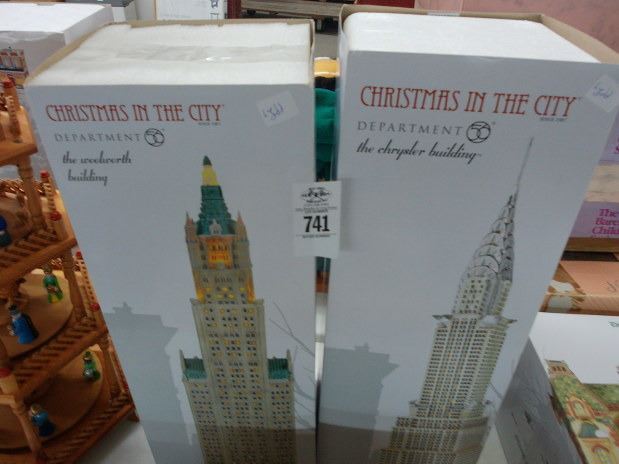 CHRISTMAS IN THE CITY
DEPARTMENT 56
the woolworth
building
741
CHRISTMAS IN THE CITY
DEPARTMENT 56
the chrysler building
The